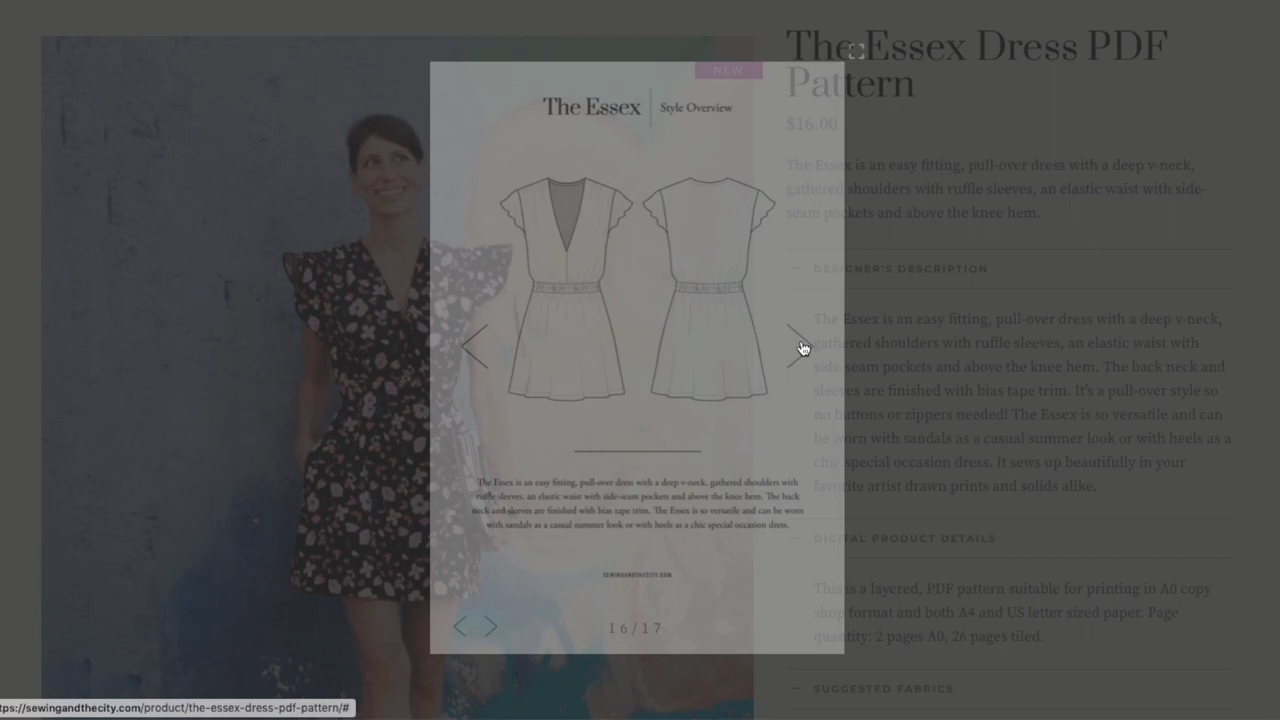 The Essex Dress PDF
Pattern
$16.00
The Essex is an easy fitting, pull-over dress with a deep v-neck,
gathered shoulders with ruffle sleeves, an elastic waist with side-
seam pockets and above the knee hem.
DESIGNER'S DESCRIPTION
The Essex is an easy fitting, pull-over dress with a deep v-neck,
gathered shoulders with ruffle sleeves, an elastic waist with
side-seam pockets and above the knee hem. The back neck and
sleeves are finished with bias tape trim. It's a pull-over style so
no buttons or zippers needed! The Essex is so versatile and can
be worn with sandals as a casual summer look or with heels as a
chic special occasion dress. It sews up beautifully in your
favorite artist drawn prints and solids alike.
DIGITAL PRODUCT DETAILS
This is a layered, PDF pattern suitable for printing in A0 copy
shop format and both A4 and US letter sized paper. Page
quantity: 2 pages A0, 26 pages tiled.
SUGGESTED FABRICS
NEW
The Essex Style Overview
The Essex is an easy fitting, pull-over dress with a deep v-neck, gathered shoulders with
ruffle sleeves, an elastic waist with side-seam pockets and above the knee hem. The back
neck and sleeves are finished with bias tape trim. The Essex is so versatile and can be worn
with sandals as a casual summer look or with heels as a chic special occasion dress.
SEWINGANDTHECITY.COM
16/17
tps://sewingandthecity.com/product/the-essex-dress-pdf-pattern/#